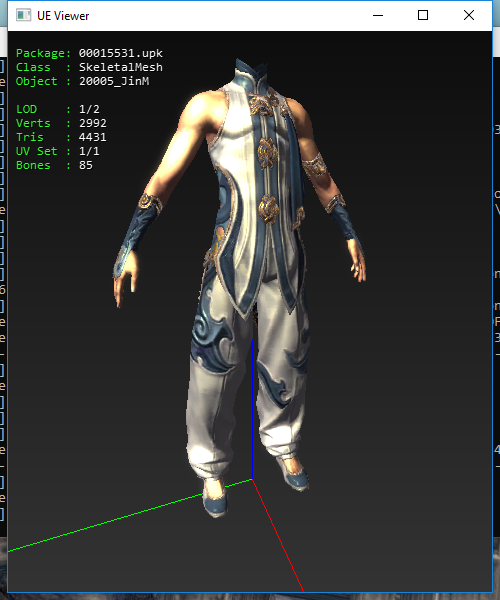 UE Viewer
Package: 00015531.upk
Class  : SkeletalMesh
Object : 20005_JinM
LOD    : 1/2
Verts  : 2992
Tris   : 4431
UV Set : 1/1
Bones  : 85